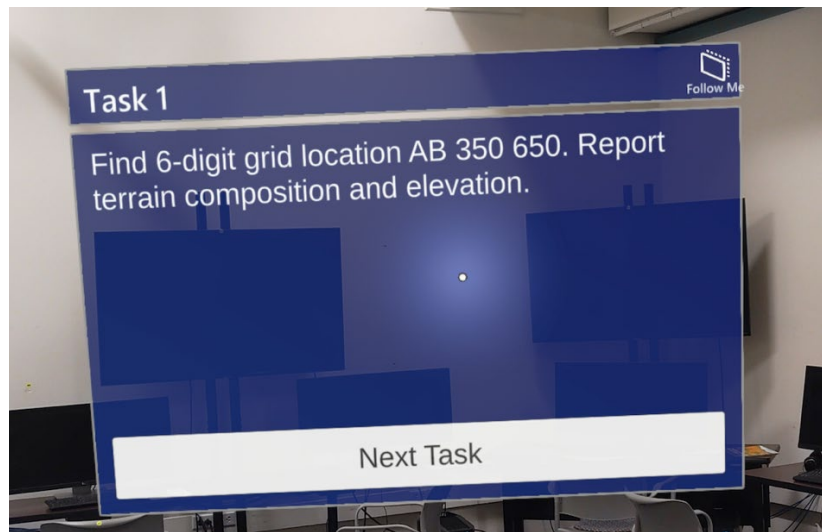 Task 1
Follow Me
Find 6-digit grid location AB 350 650. Report
terrain composition and elevation.
Next Task